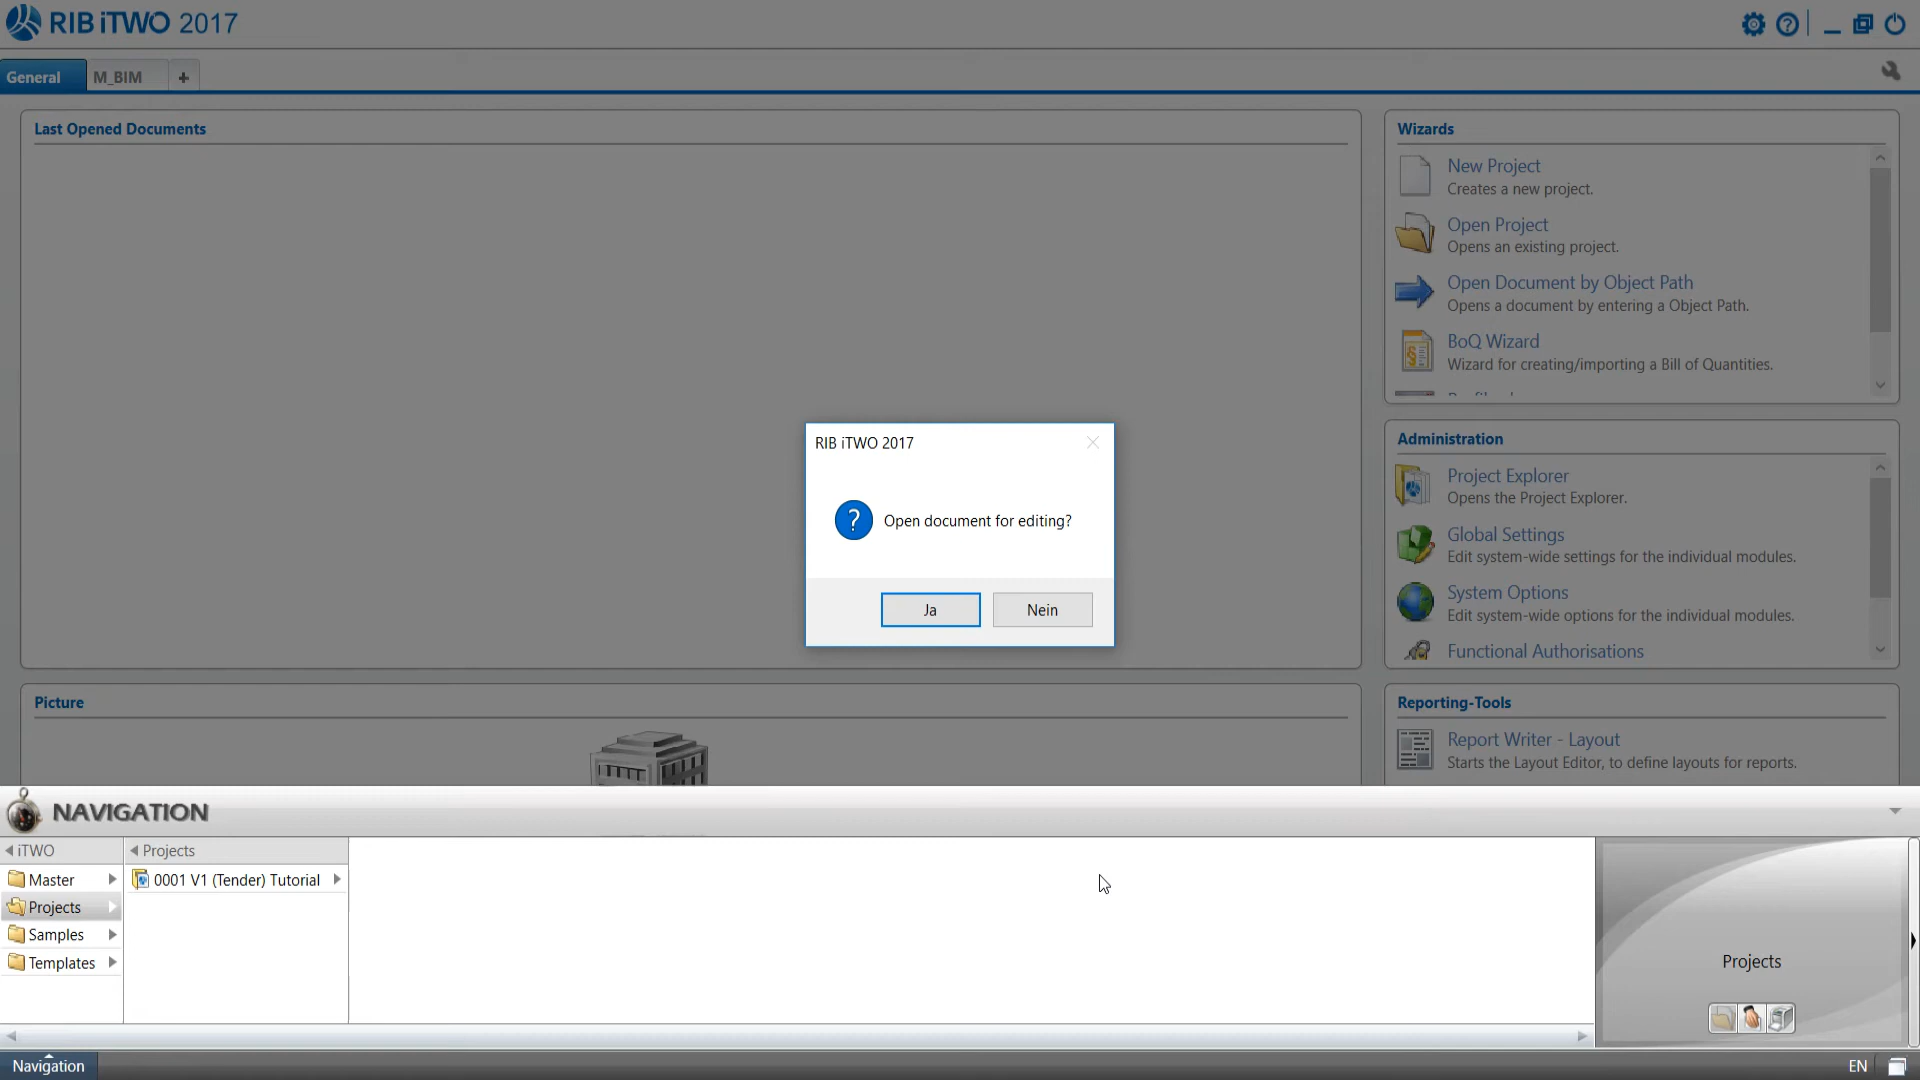 RIB iTWO 2017
General
M_BIM
+
Last Opened Documents
Wizards
New Project
Creates a new project.
Open Project
Opens an existing project.
Open Document by Object Path
Opens a document by entering a Object Path.
BoQ Wizard
Wizard for creating/importing a Bill of Quantities.
RIB iTWO 2017
Open document for editing?
Ja
Nein
Administration
Project Explorer
Opens the Project Explorer.
Global Settings
Edit system-wide settings for the individual modules.
System Options
Edit system-wide options for the individual modules.
Functional Authorisations
Picture
Reporting-Tools
Report Writer - Layout
Starts the Layout Editor, to define layouts for reports.
NAVIGATION
iTWO
Projects
Master
0001 V1 (Tender) Tutorial
Projects
Samples
Templates
Projects
Navigation
EN